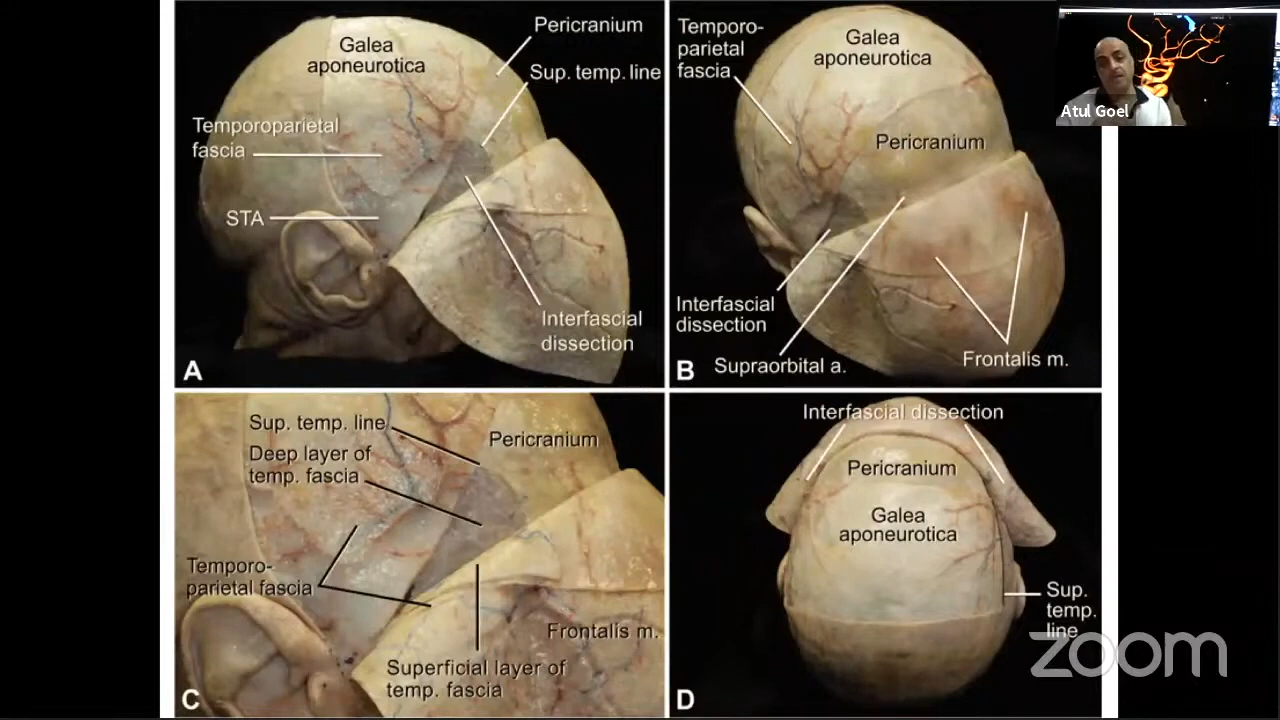 Galea
aponeurotica
Pericranium
Sup. temp. line
Temporoparietal
fascia
STA
Interfascial
dissection
A
Temporo-
parietal
fascia
Galea
aponeurotica
Pericranium
Interfascial
dissection
Supraorbital a.
Frontalis m.
B
Atul Goel
Sup. temp. line
Deep layer of
temp. fascia
Pericranium
Temporo-
parietal fascia
Frontalis m.
Superficial layer of
temp. fascia
C
Interfascial dissection
Pericranium
Galea
aponeurotica
Sup.
temp.
line
D
zoom